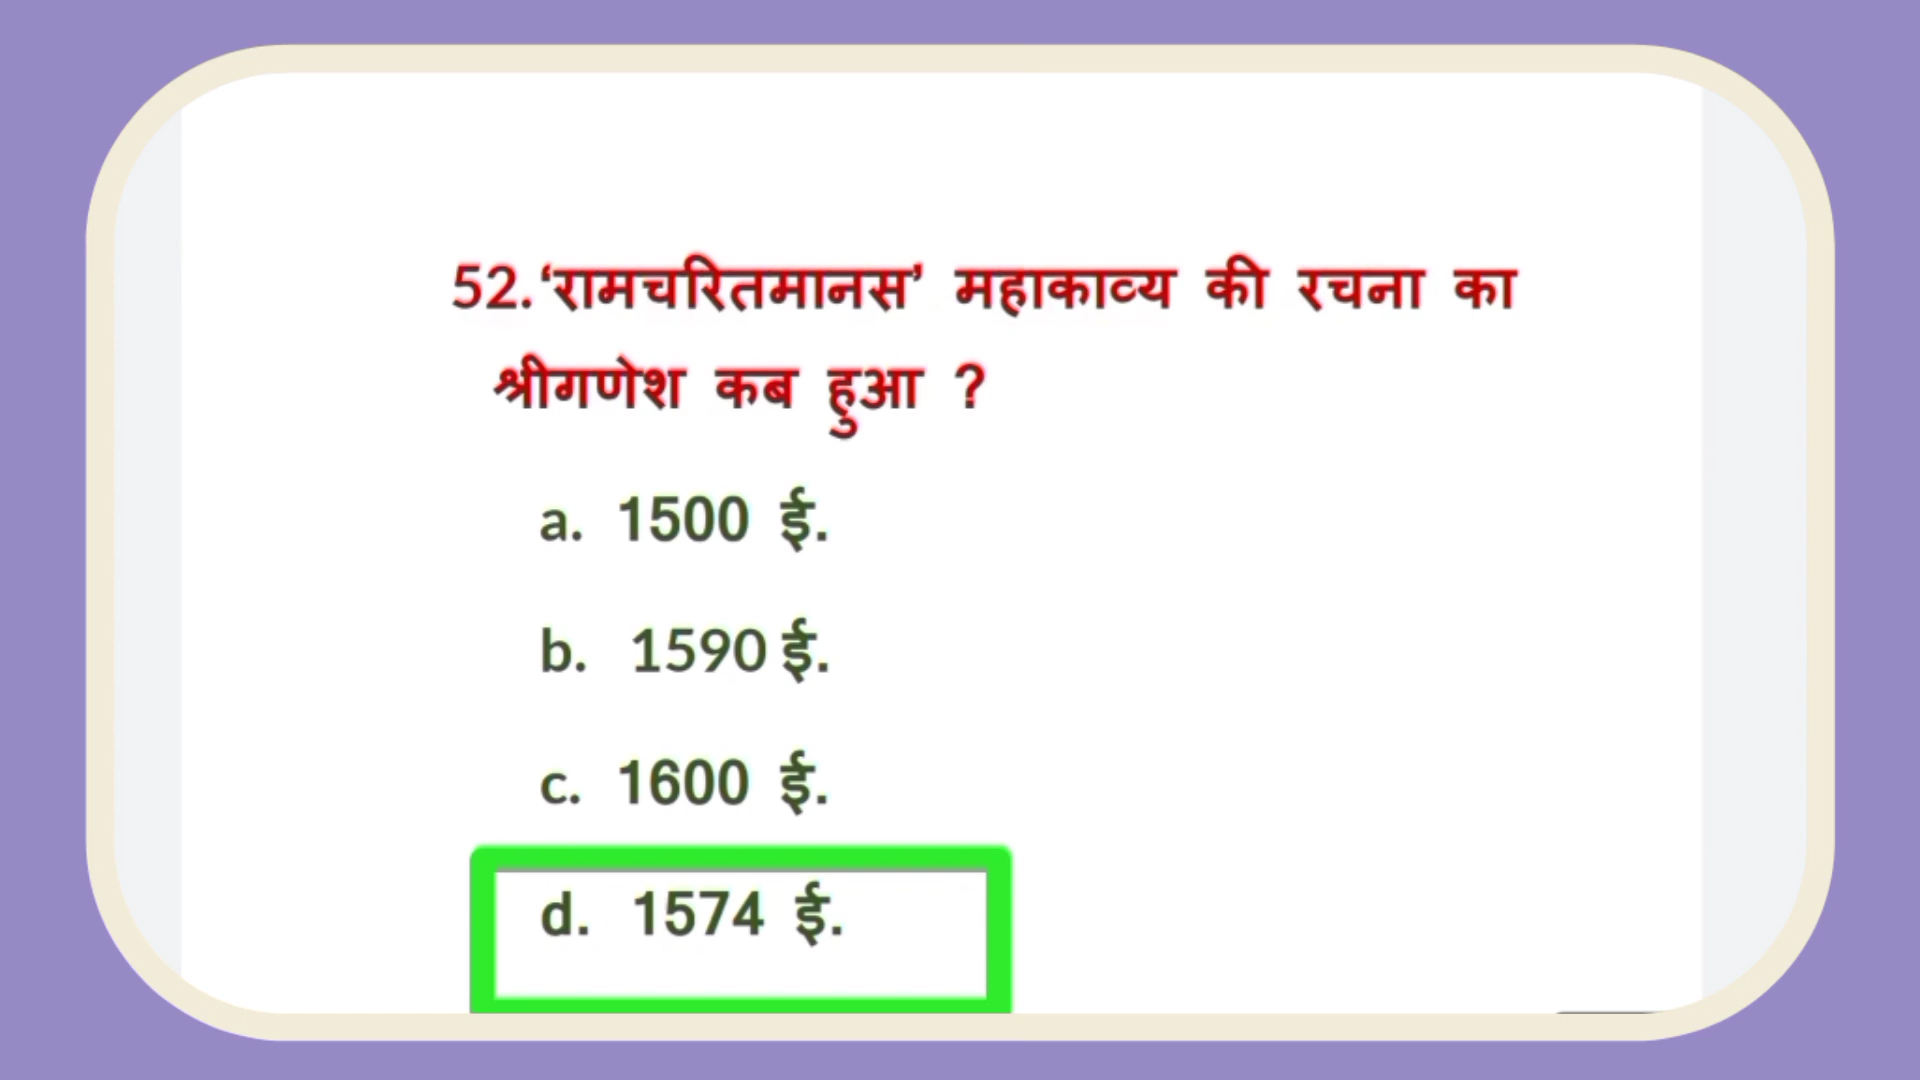 52.‘रामचरितमानस’ महाकाव्य की रचना का
श्रीगणेश कब हुआ ?
a. 1500 ई.
b. 1590 ई.
c. 1600 ई.
d. 1574 ई.